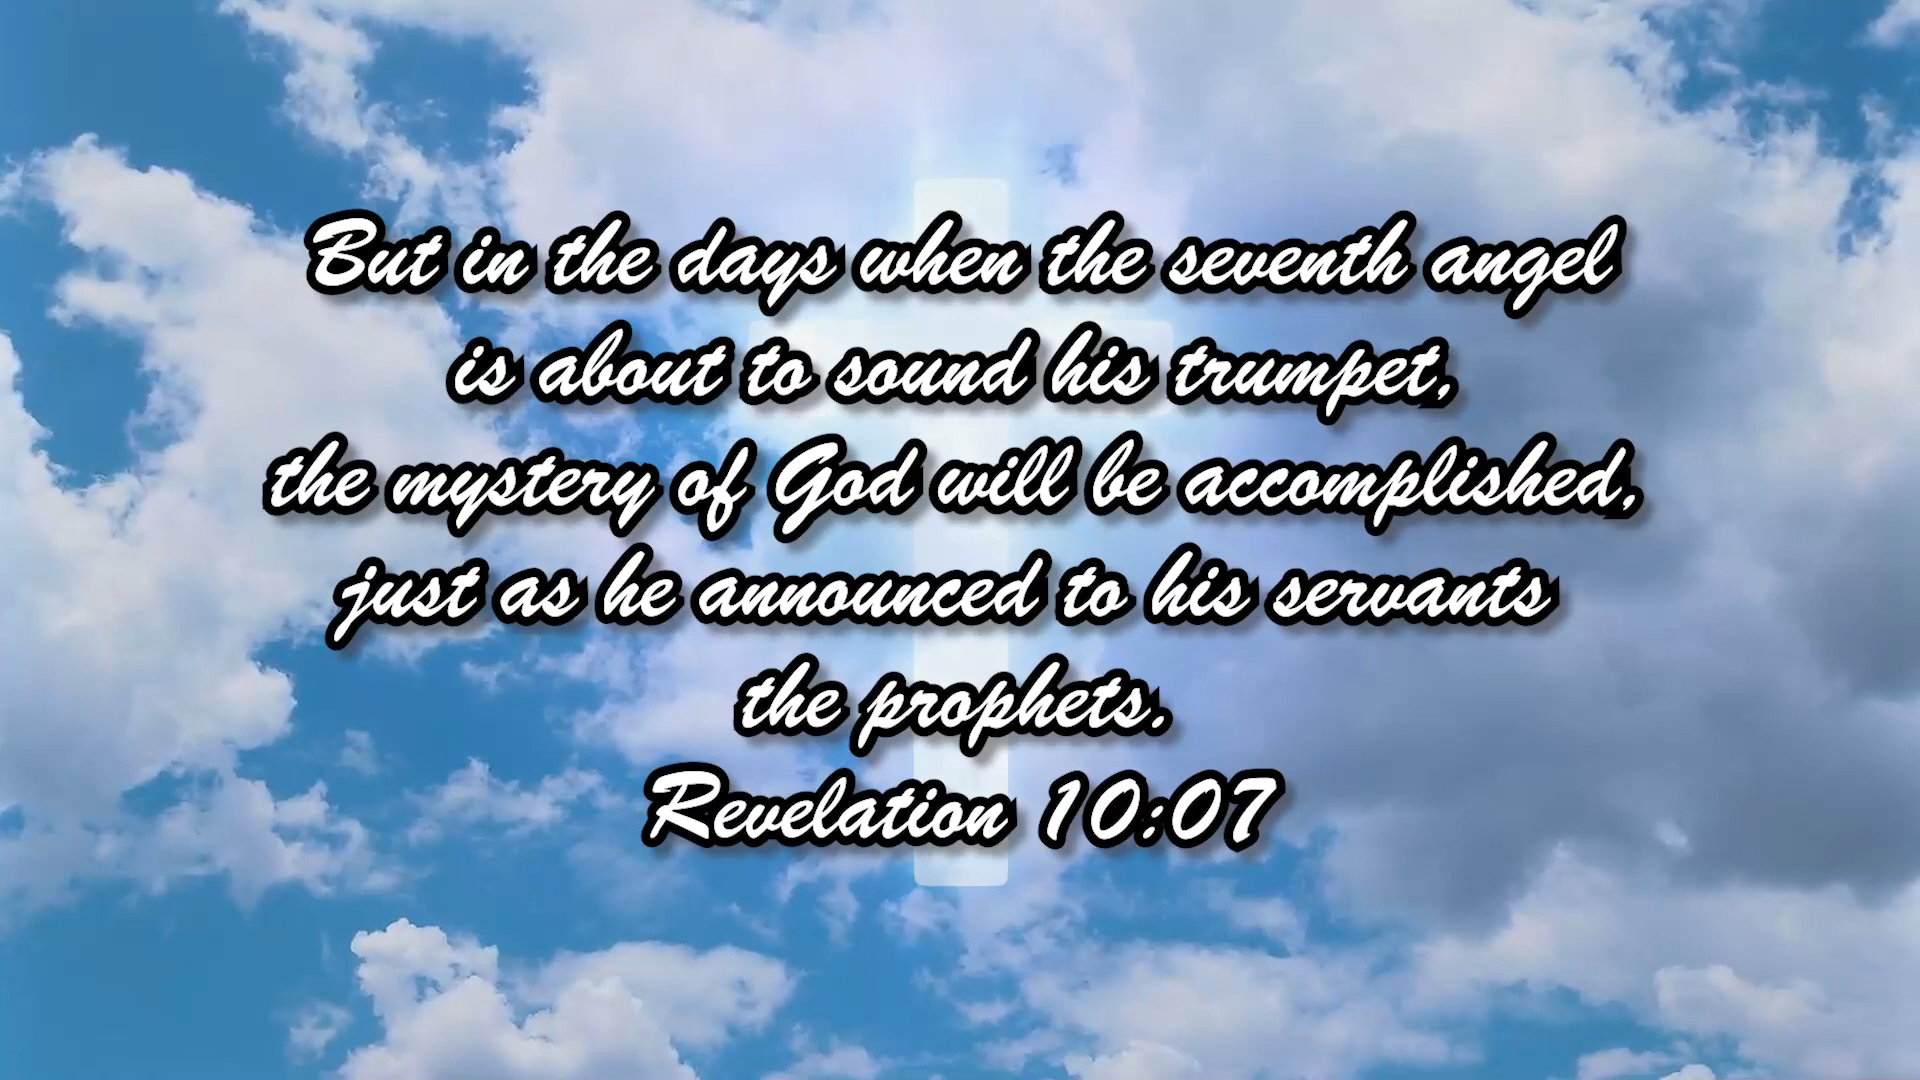 But in the days when the seventh angel
is about to sound his trumpet,
the mystery of God will be accomplished,
just as he announced to his servants
the prophets.
Revelation 10:07